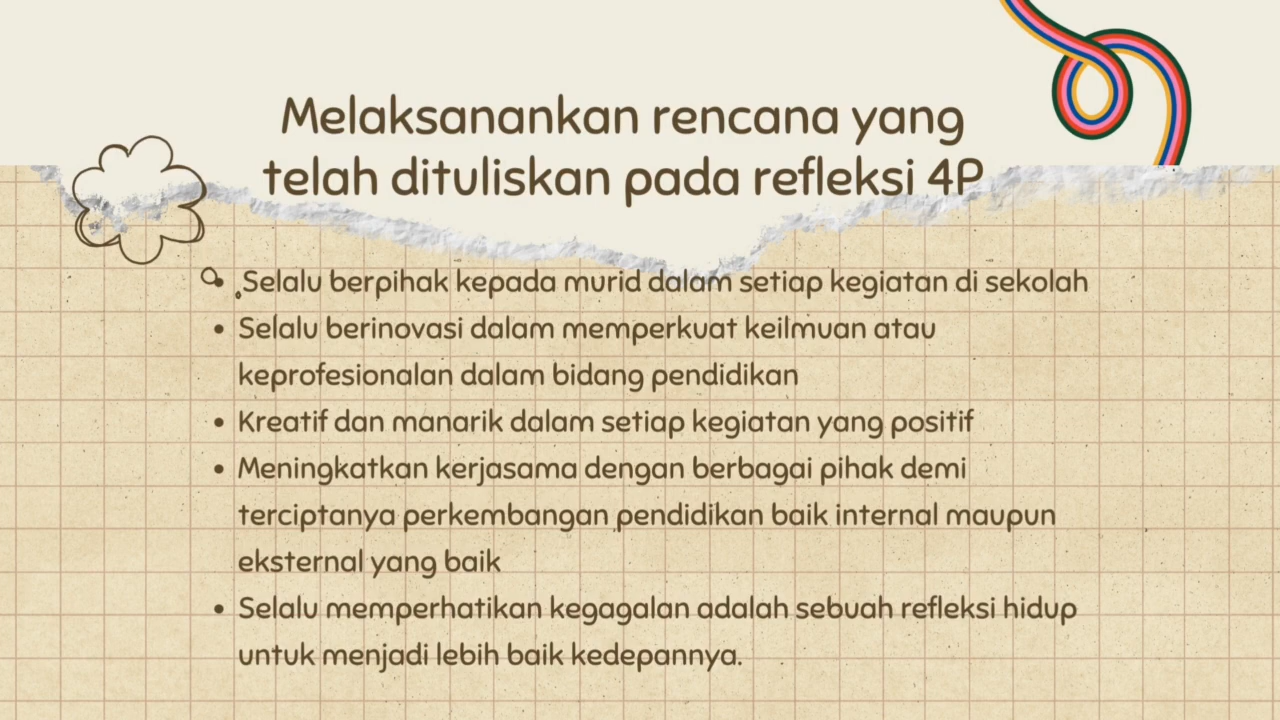 Melaksanankan rencana yang
telah dituliskan pada refleksi 4P
Selalu berpihak kepada murid dalam setiap kegiatan di sekolah
• Selalu berinovasi dalam memperkuat keilmuan atau
keprofesionalan dalam bidang pendidikan
• Kreatif dan manarik dalam setiap kegiatan yang positif
• Meningkatkan kerjasama dengan berbagai pihak demi
terciptanya perkembangan pendidikan baik internal maupun
eksternal yang baik
• Selalu memperhatikan kegagalan adalah sebuah refleksi hidup
untuk menjadi lebih baik kedepannya.